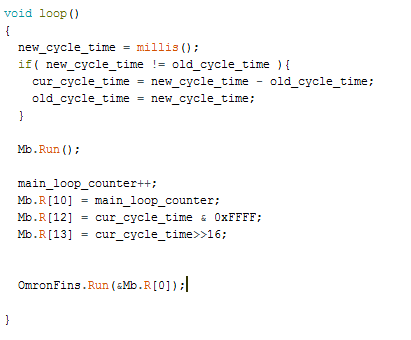 void loop()
{
new_cycle_time = millis();
if( new_cycle_time != old_cycle_time ){
cur_cycle_time = new_cycle_time - old_cycle_time;
old_cycle_time = new_cycle_time;
}
Mb.Run();
main_loop_counter++;
Mb.R[10] = main_loop_counter;
Mb.R[12] = cur_cycle_time & 0xFFFF;
Mb.R[13] = cur_cycle_time>>16;
OmronFins.Run(&Mb.R[0]);
}